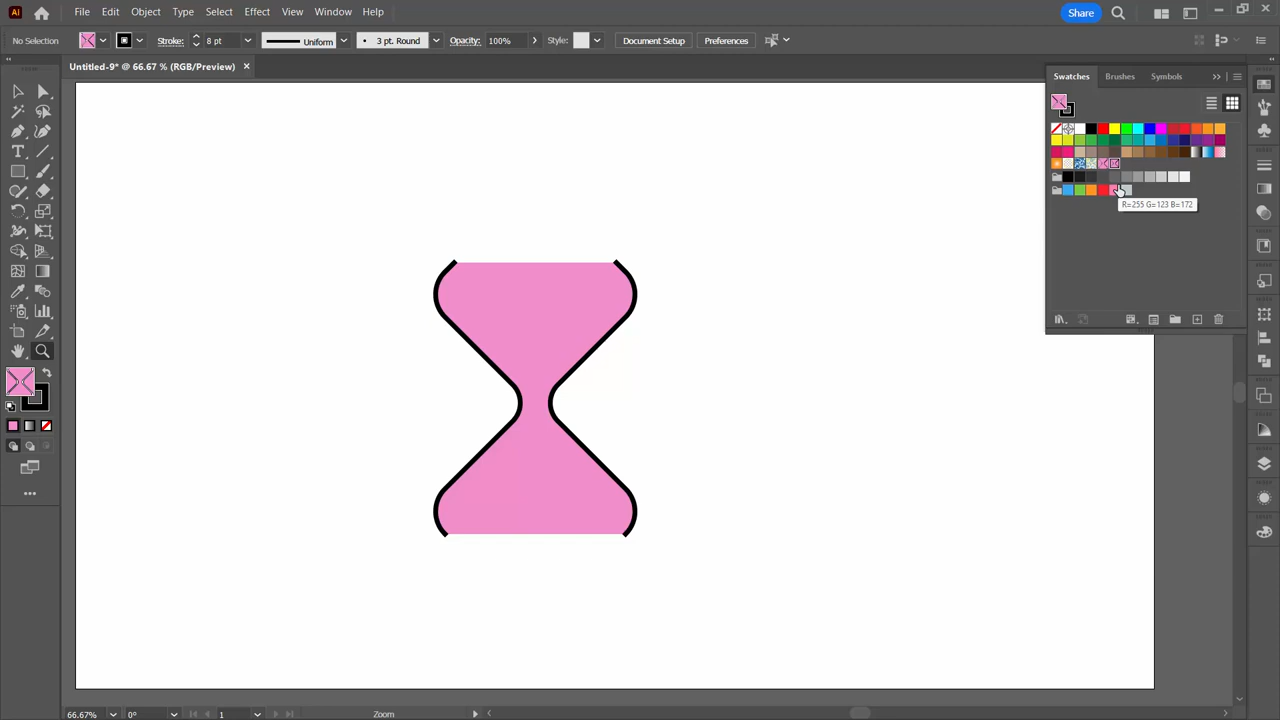 Ai File Edit Object Type Select Effect View Window Help Share
No Selection Stroke: 8 pt Uniform 3 pt. Round Opacity: 100% Style: Document Setup Preferences
Untitled-9* @ 66.67 % (RGB/Preview)
Swatches Brushes Symbols
R=255 G=123 B=172
66.67% 0° 1 Zoom